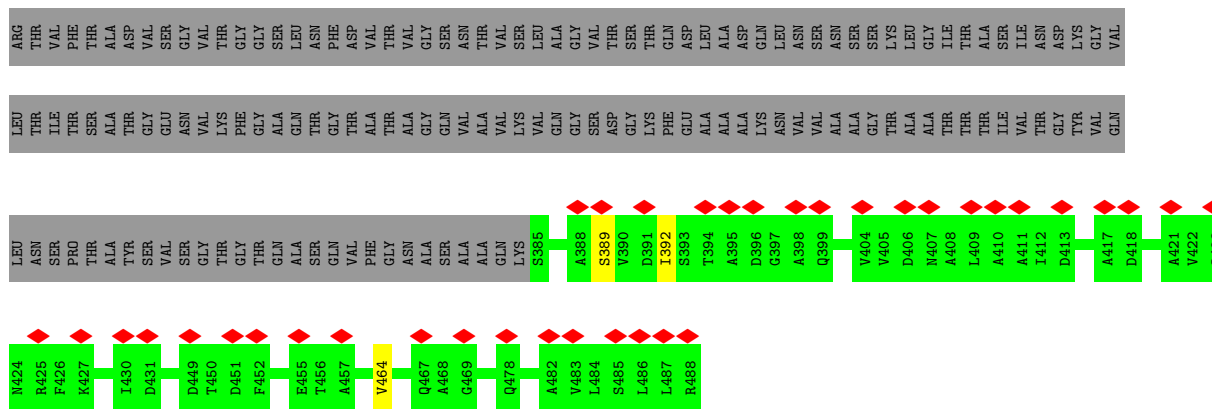 ARG THR VAL PHE THR ALA ASP VAL SER GLY VAL THR GLY GLY SER LEU ASN PHE ASP VAL THR VAL GLY SER ASN THR VAL SER LEU ALA GLY VAL THR SER THR GLN ASP LEU ALA ASP GLN LEU ASN SER ASN SER SER LYS LEU GLY ILE THR ALA SER ILE ASN ASP LYS GLY VAL
LEU THR ILE THR SER ALA THR GLY GLU ASN VAL LYS PHE GLY ALA GLN THR GLY THR ALA THR ALA GLY GLN VAL ALA VAL LYS VAL GLN GLY SER ASP GLY LYS PHE GLU ALA ALA ALA LYS ASN VAL VAL ALA ALA GLY THR ALA ALA THR THR THR ILE VAL THR GLY TYR VAL GLN
LEU ASN SER PRO THR ALA TYR SER VAL SER GLY THR GLY THR GLN ALA SER GLN VAL PHE GLY ASN ALA SER ALA ALA GLN LYS S385 A388 S389 V390 D391 I392 S393 T394 A395 D396 G397 A398 Q399 V404 V405 D406 N407 A408 L409 A410 A411 I412 D413 A417 D418 A421 V422
N424 R425 F426 K427 I430 D431 D449 T450 D451 F452 E455 T456 A457 V464 Q467 A468 G469 Q478 A482 V483 L484 S485 L486 L487 R488